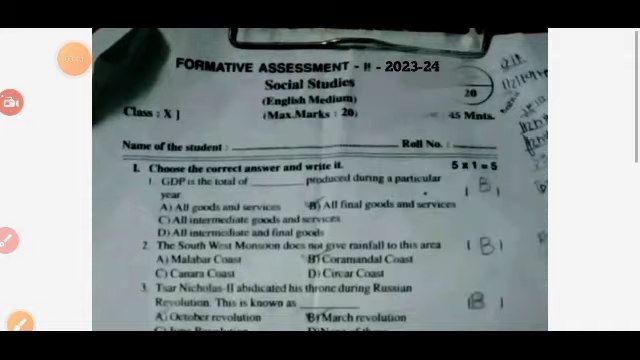 FORMATIVE ASSESSMENT - II - 2023-24
Social Studies
(English Medium)
20
Class : X ]
(Max.Marks : 20)
45 Mnts.
Name of the student :
Roll No. :
I. Choose the correct answer and write it.
5 x 1 = 5
1. GDP is the total of ________ produced during a particular
year
( B )
A) All goods and services
B) All final goods and services
C) All intermediate goods and services
D) All intermediate and final goods
2. The South West Monsoon does not give rainfall to this area
( B )
A) Malabar Coast
B) Coramandal Coast
C) Canara Coast
D) Circar Coast
3. Tsar Nicholas-II abidicated his throne during Russian
Revolution. This is known as ________
( B )
A) October revolution
B) March revolution